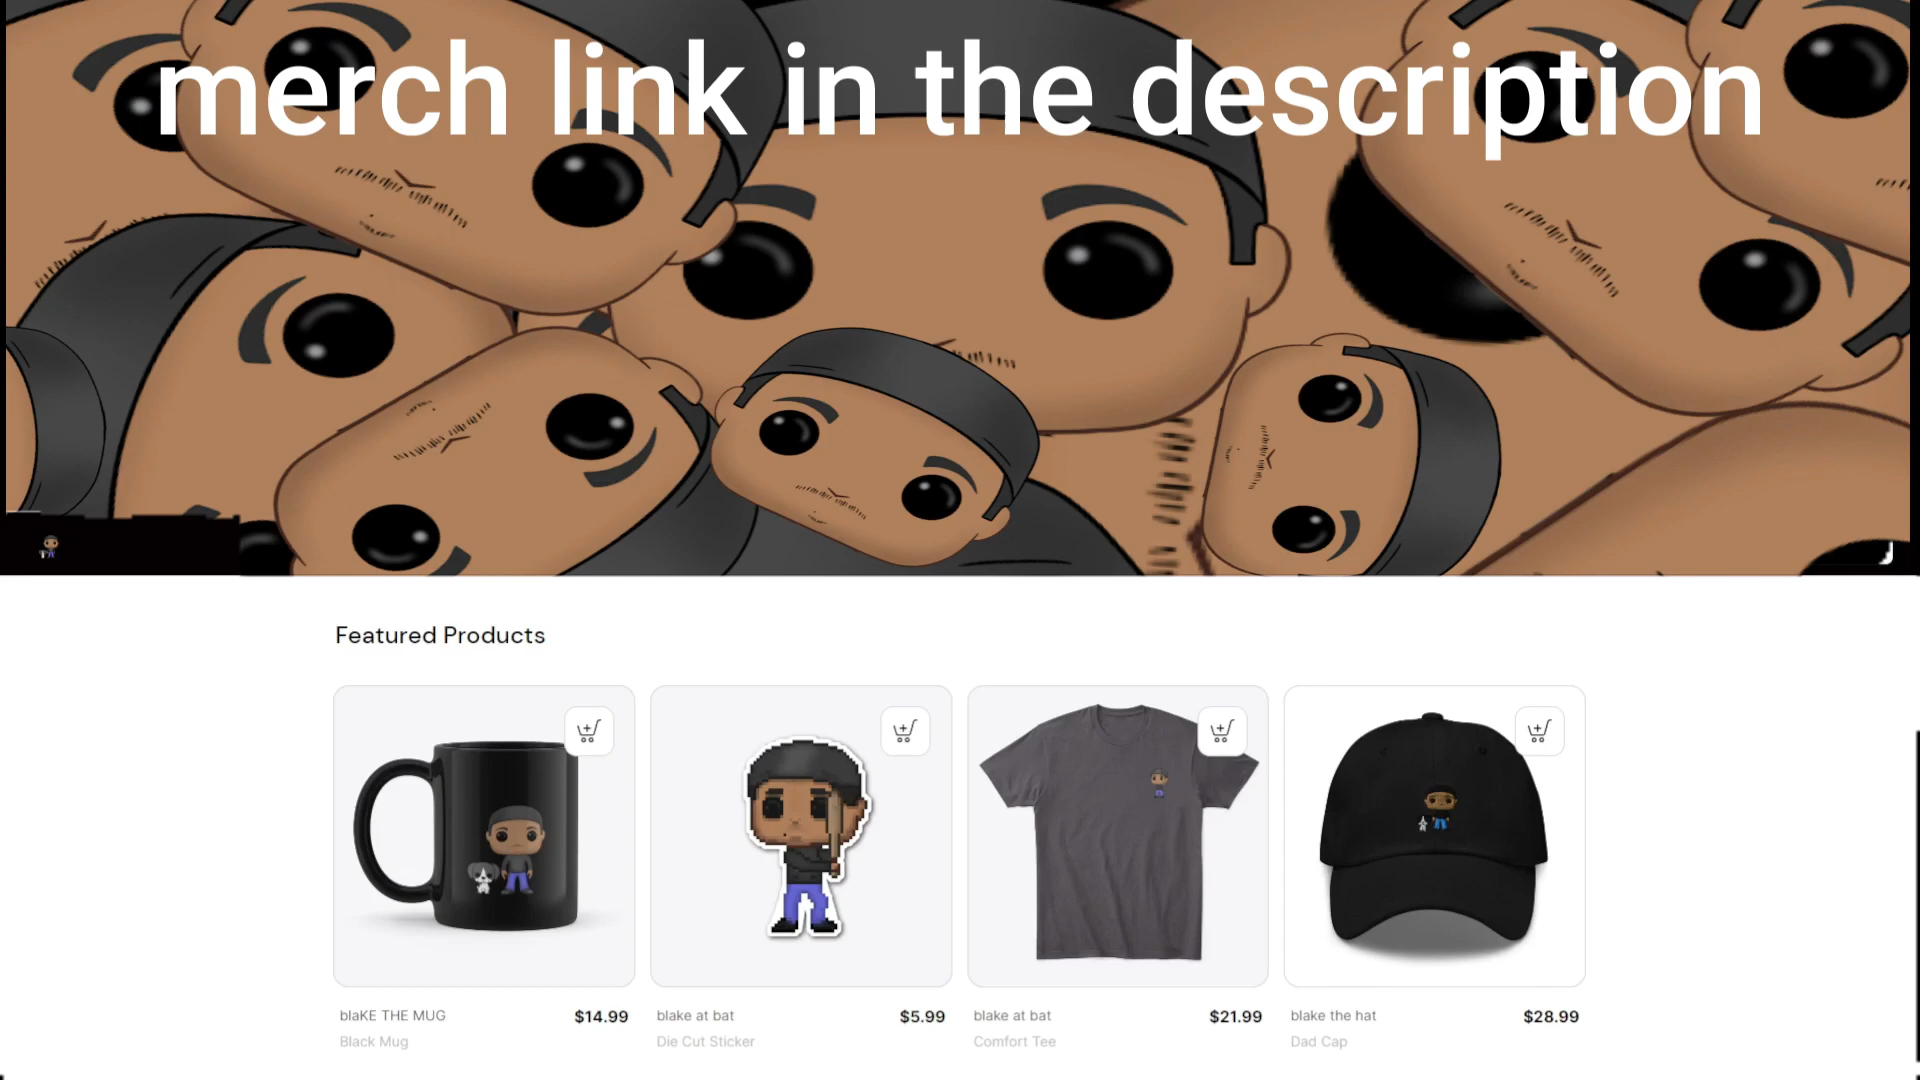 merch link in the description
Featured Products
blaKE THE MUG $14.99
Black Mug
blake at bat $5.99
Die Cut Sticker
blake at bat $21.99
Comfort Tee
blake the hat $28.99
Dad Cap